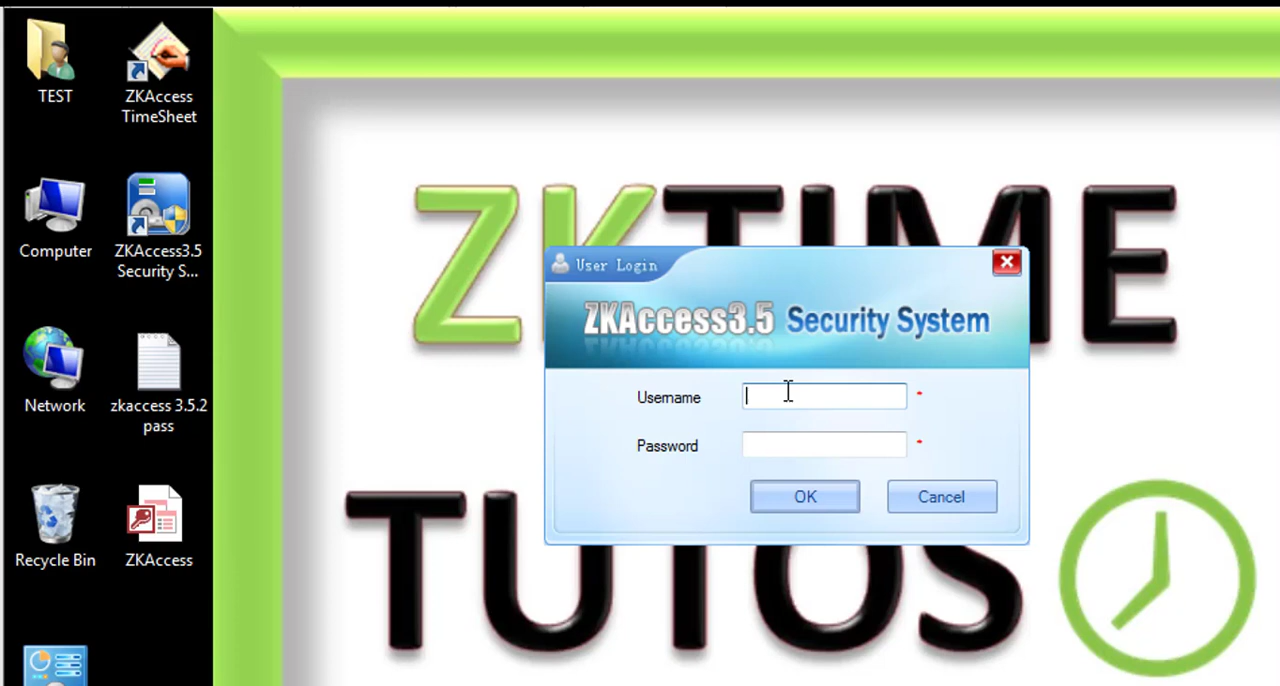 TEST
ZKAccess
TimeSheet
Computer
ZKAccess3.5
Security S...
Network
zkaccess 3.5.2
pass
Recycle Bin
ZKAccess
ZKTIME
TUTOS
User Login
ZKAccess3.5 Security System
Username
*
Password
*
OK
Cancel